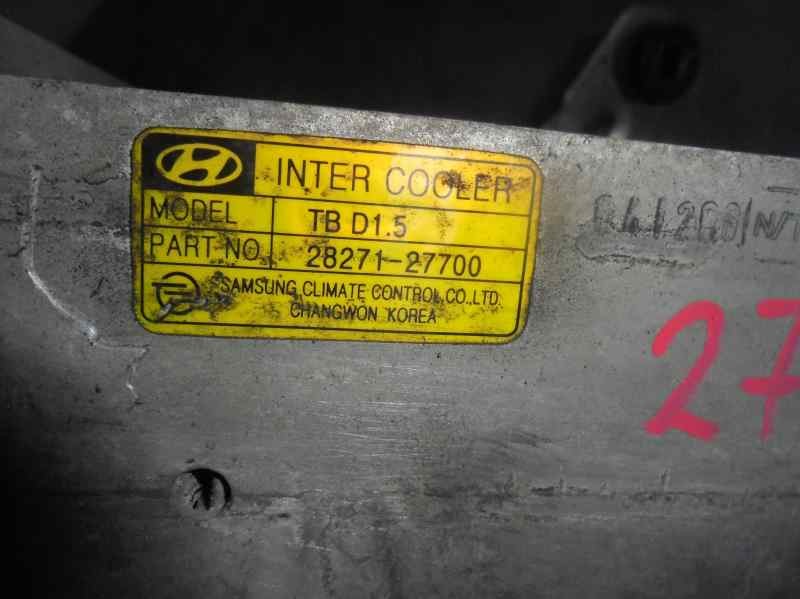 INTER COOLER
MODEL TB D1.5
PART NO. 28271-27700
SAMSUNG CLIMATE CONTROL CO.,LTD.
CHANGWON KOREA
27